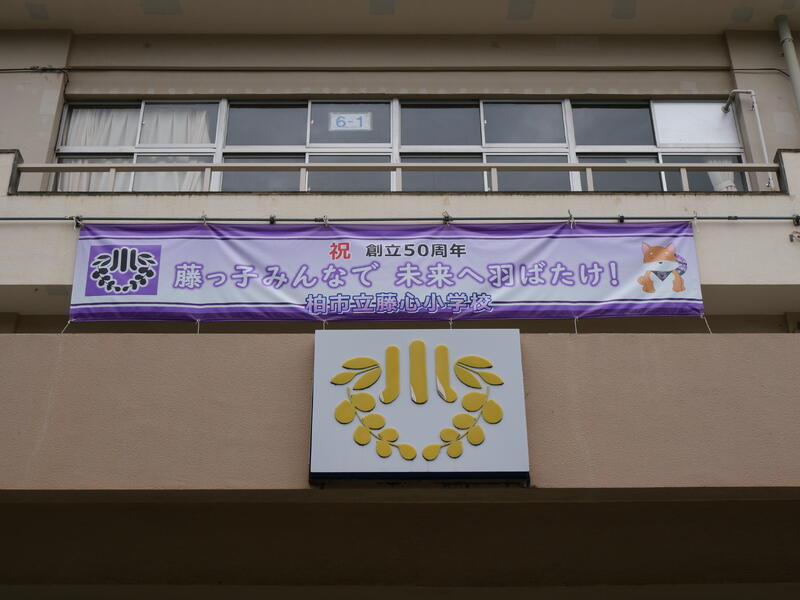 6-1
祝 創立50周年
藤っ子みんなで 未来へ羽ばたけ!
柏市立藤心小学校